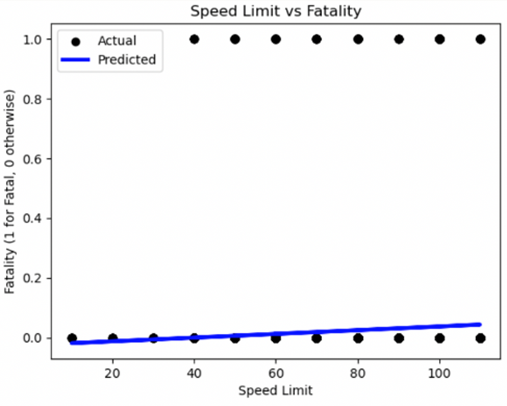 Speed Limit vs Fatality
Actual
Predicted
Fatality (1 for Fatal, 0 otherwise)
1.0
0.8
0.6
0.4
0.2
0.0
20 40 60 80 100
Speed Limit